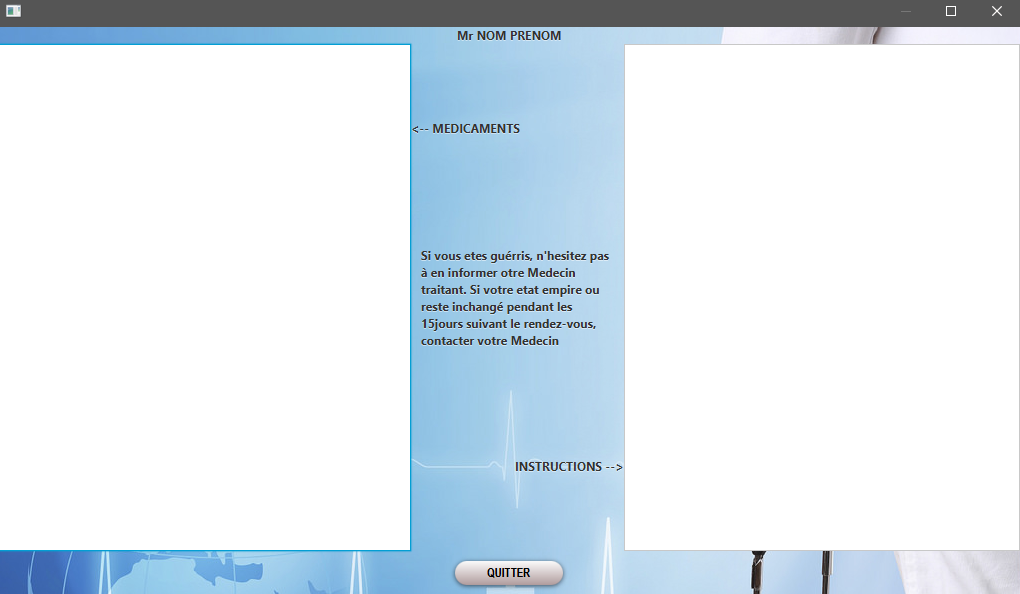 Mr NOM PRENOM
<-- MEDICAMENTS
Si vous etes guérris, n'hesitez pas
à en informer otre Medecin
traitant. Si votre etat empire ou
reste inchangé pendant les
15jours suivant le rendez-vous,
contacter votre Medecin
INSTRUCTIONS -->
QUITTER